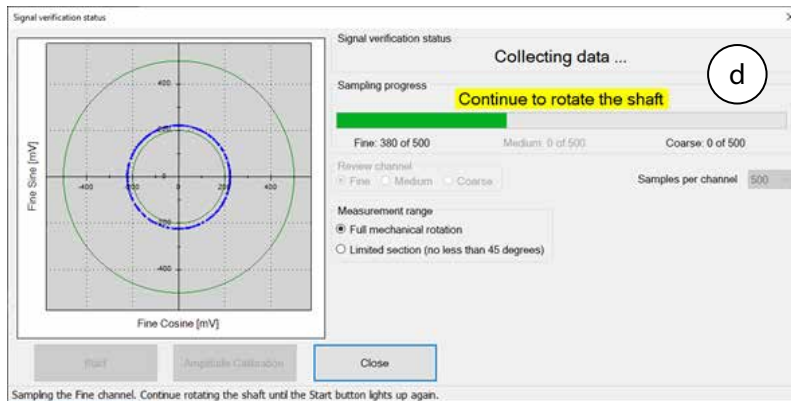 Signal verification status
Signal verification status
Collecting data ...
d
Sampling progress
Continue to rotate the shaft
Fine: 380 of 500
Medium: 0 of 500
Coarse: 0 of 500
Review channel
Fine
Medium
Coarse
Samples per channel
500
Measurement range
Full mechanical rotation
Limited section (no less than 45 degrees)
Fine Sine [mV]
400
200
-400
-200
0
200
400
-200
-400
Fine Cosine [mV]
Start
Amplitude Calibration
Close
Sampling the Fine channel. Continue rotating the shaft until the Start button lights up again.